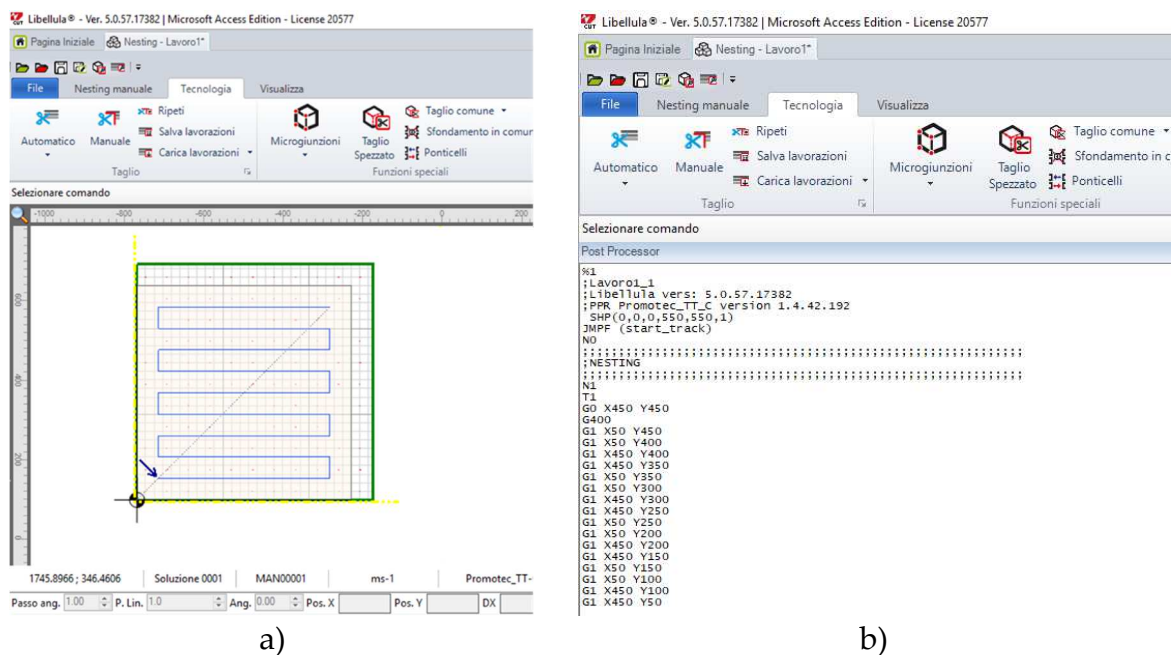 Libellula® - Ver. 5.0.57.17382 | Microsoft Access Edition - License 20577
Pagina Iniziale Nesting - Lavoro1*
File Nesting manuale Tecnologia Visualizza
Automatico
Manuale
Ripeti
Salva lavorazioni
Carica lavorazioni
Taglio
Microgiunzioni
Taglio
Spezzato
Taglio comune
Sfondamento in comur
Ponticelli
Funzioni speciali
Selezionare comando
-1000 -800 -600 -400 -200 0 200
600
400
200
0
1745.8966 ; 346.4606 Soluzione 0001 MAN00001 ms-1 Promotec_TT-
Passo ang. 1.00 P. Lin. 1.0 Ang. 0.00 Pos. X Pos. Y DX
a)
Libellula® - Ver. 5.0.57.17382 | Microsoft Access Edition - License 20577
Pagina Iniziale Nesting - Lavoro1*
File Nesting manuale Tecnologia Visualizza
Automatico
Manuale
Ripeti
Salva lavorazioni
Carica lavorazioni
Taglio
Microgiunzioni
Taglio
Spezzato
Taglio comune
Sfondamento in c
Ponticelli
Funzioni speciali
Selezionare comando
Post Processor
%1
;Lavoro1_1
;Libellula vers: 5.0.57.17382
;PPR Promotec_TT_C version 1.4.42.192
SHP(0,0,0,550,550,1)
JMPF (start_track)
N0
;;;;;;;;;;;;;;;;;;;;;;;;;;;;;;;;;;;;;;;;;;;;;;;;;;;;;;;;;;;;;
;NESTING
;;;;;;;;;;;;;;;;;;;;;;;;;;;;;;;;;;;;;;;;;;;;;;;;;;;;;;;;;;;;;
N1
T1
G0 X450 Y450
G400
G1 X50 Y450
G1 X50 Y400
G1 X450 Y400
G1 X450 Y350
G1 X50 Y350
G1 X50 Y300
G1 X450 Y300
G1 X450 Y250
G1 X50 Y250
G1 X50 Y200
G1 X450 Y200
G1 X450 Y150
G1 X50 Y150
G1 X50 Y100
G1 X450 Y100
G1 X450 Y50
b)